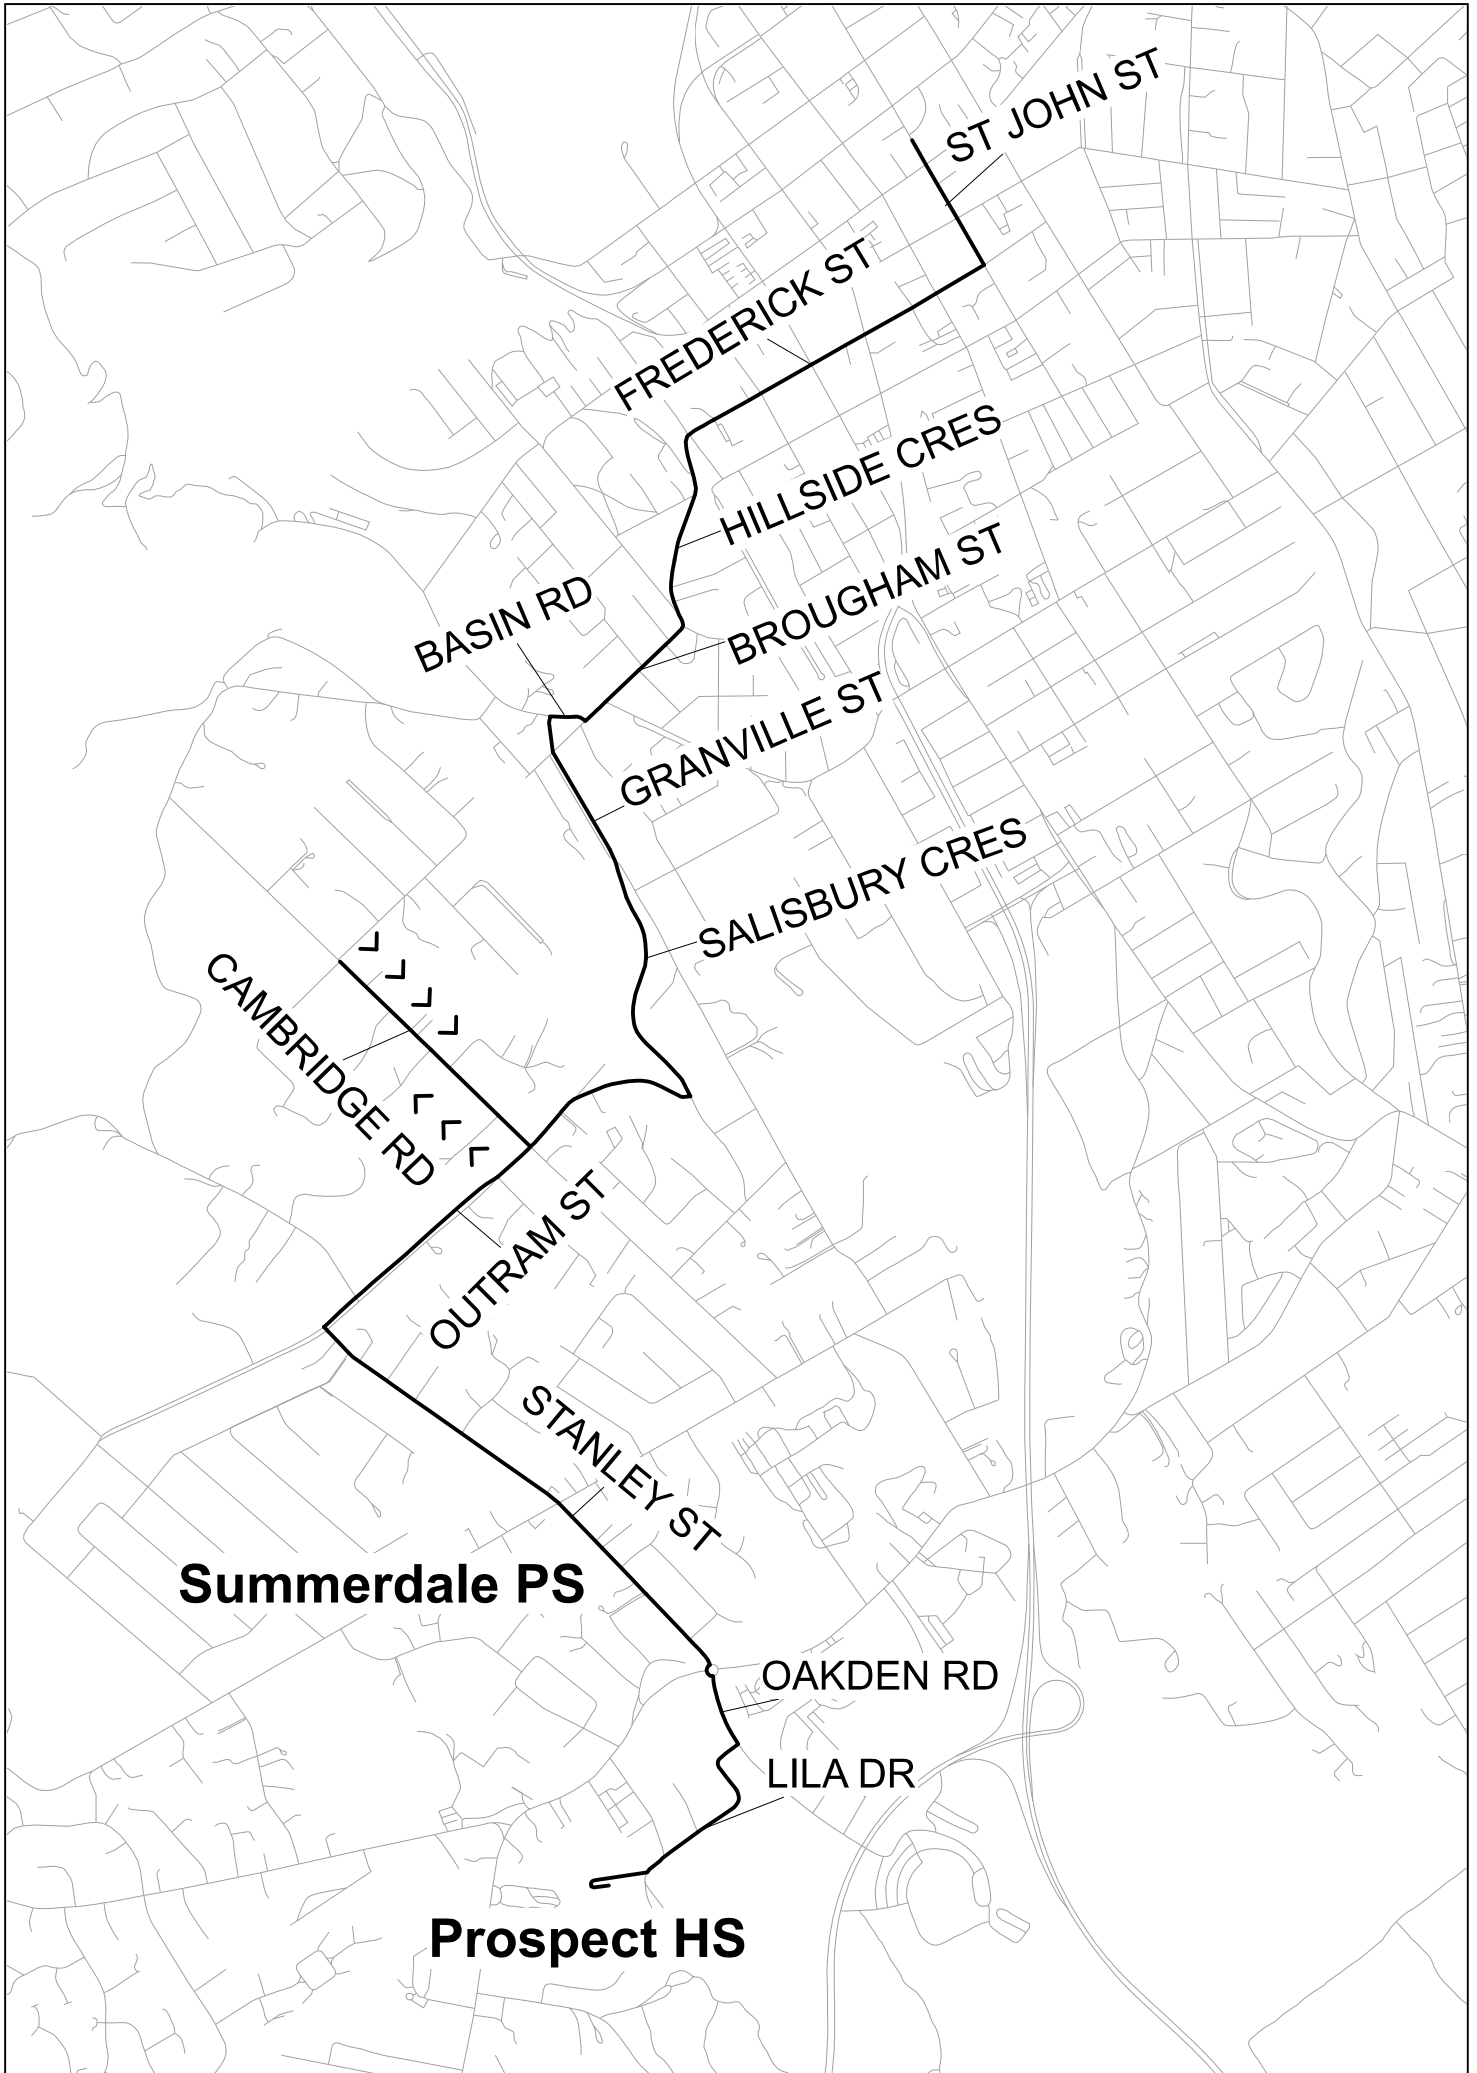 ST JOHN ST
FREDERICK ST
HILLSIDE CRES
BROUGHAM ST
BASIN RD
GRANVILLE ST
SALISBURY CRES
CAMBRIDGE RD
OUTRAM ST
STANLEY ST
Summerdale PS
OAKDEN RD
LILA DR
Prospect HS